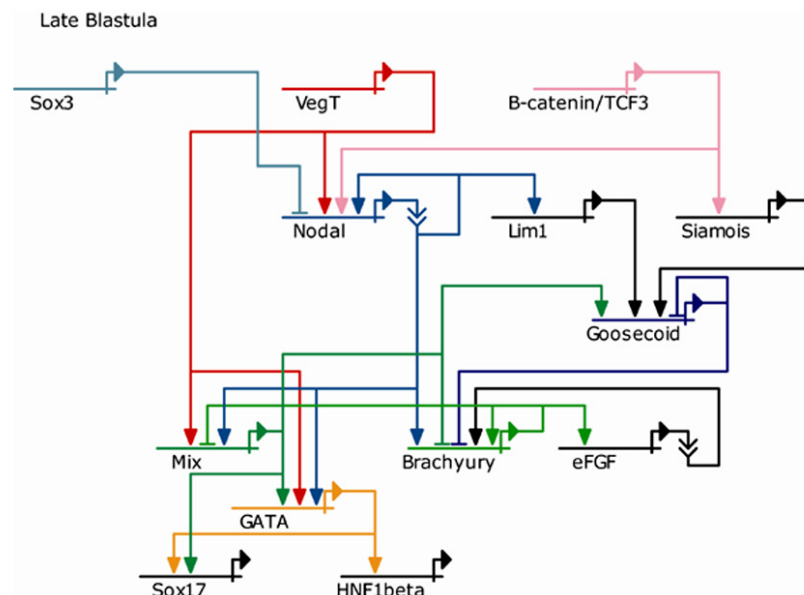 Late Blastula
Sox3
VegT
B-catenin/TCF3
Nodal
Lim1
Siamois
Goosecoid
Mix
Brachyury
eFGF
GATA
Sox17
HNF1beta